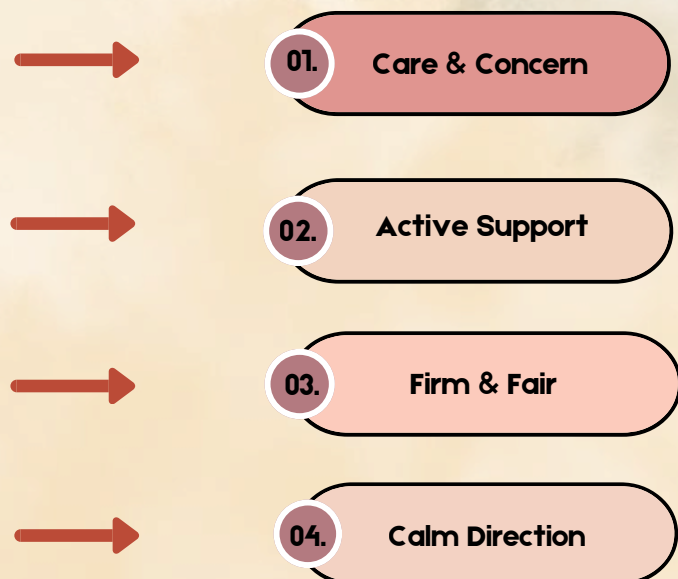 01. Care & Concern
02. Active Support
03. Firm & Fair
04. Calm Direction